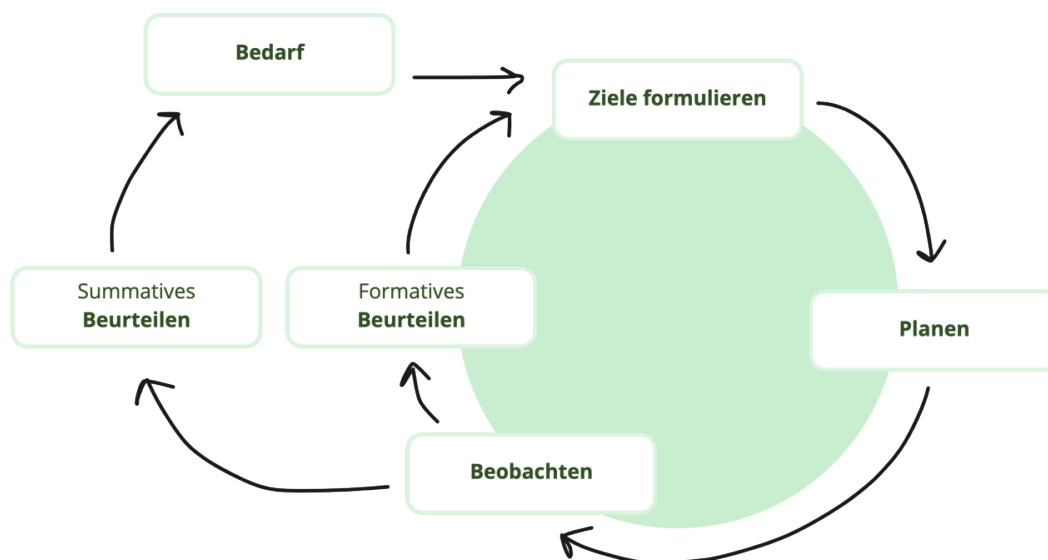 Bedarf
Ziele formulieren
Summatives
Beurteilen
Formatives
Beurteilen
Planen
Beobachten